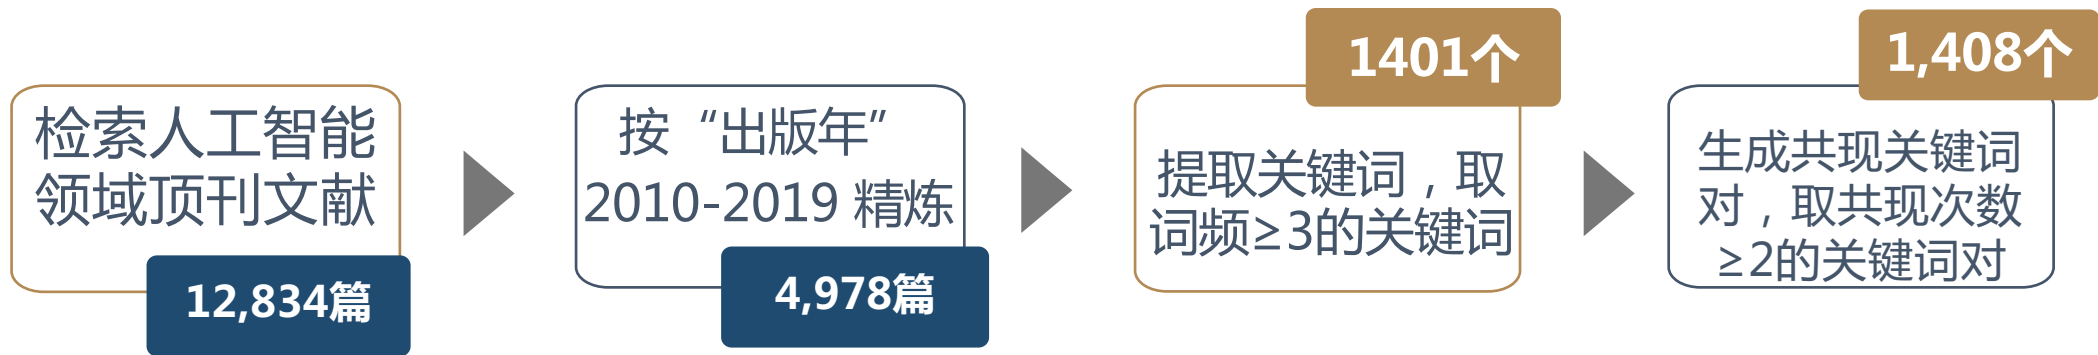 检索人工智能
领域顶刊文献
12,834篇
按“出版年”
2010-2019 精炼
4,978篇
1401个
提取关键词，取
词频≥3的关键词
1,408个
生成共现关键词
对，取共现次数
≥2的关键词对